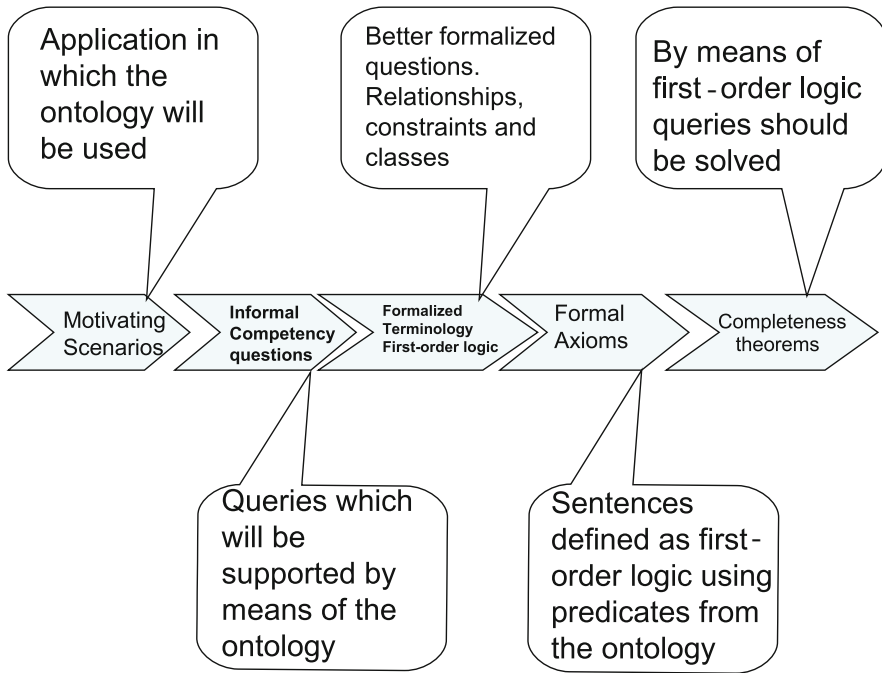 Application in
which the
ontology will
be used
Better formalized
questions.
Relationships,
constraints and
classes
By means of
first-order logic
queries should
be solved
Motivating
Scenarios
Informal
Competency
questions
Formalized
Terminology
First-order logic
Formal
Axioms
Completeness
theorems
Queries which
will be
supported by
means of the
ontology
Sentences
defined as first-
order logic using
predicates from
the ontology